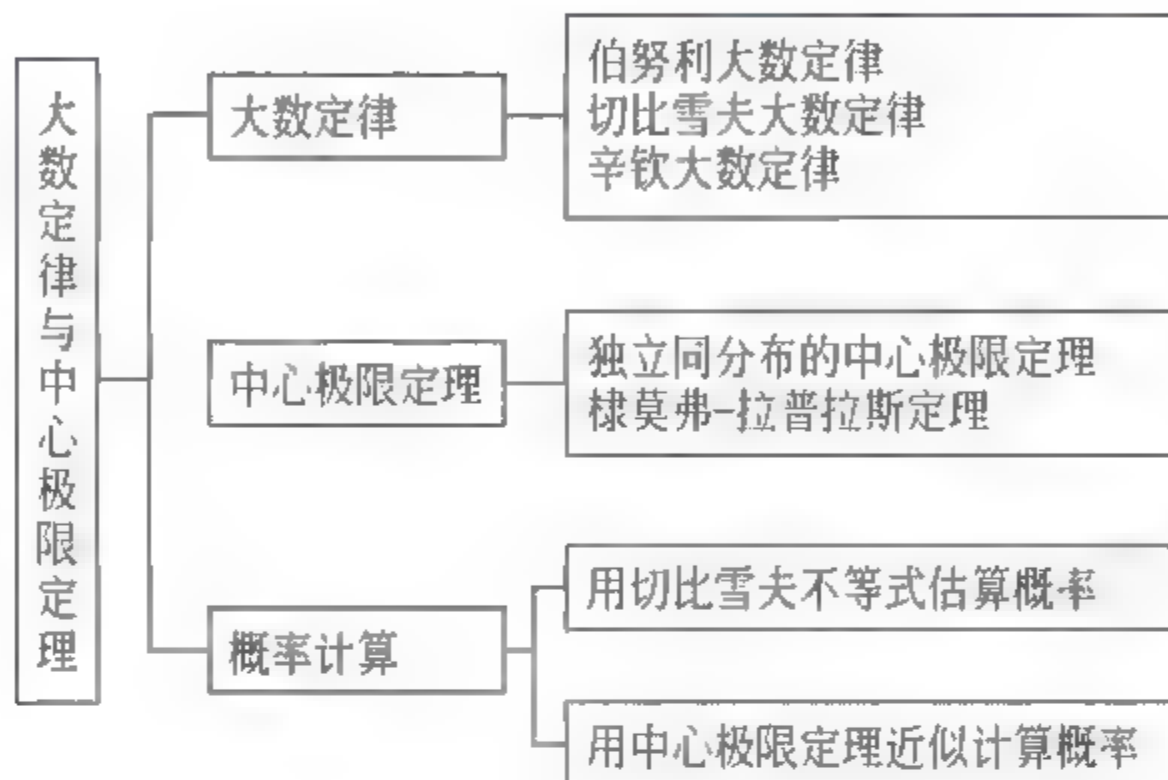 大数定律与中心极限定理
大数定律
伯努利大数定律
切比雪夫大数定律
辛钦大数定律
中心极限定理
独立同分布的中心极限定理
棣莫弗-拉普拉斯定理
概率计算
用切比雪夫不等式估算概率
用中心极限定理近似计算概率